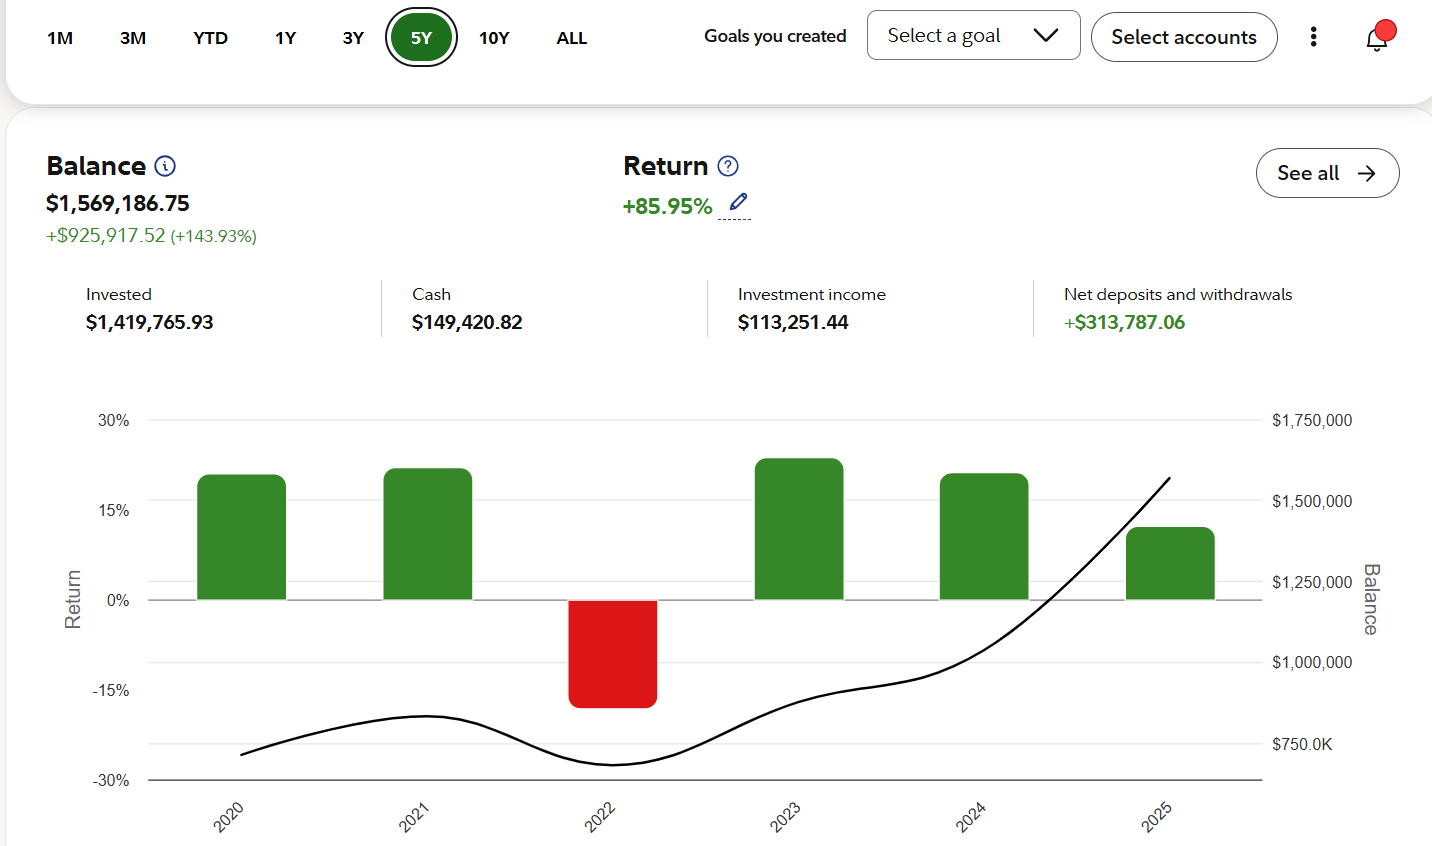 1M 3M YTD 1Y 3Y 5Y 10Y ALL Goals you created Select a goal Select accounts
Balance Return See all
$1,569,186.75 +85.95%
+$925,917.52 (+143.93%)
Invested Cash Investment income Net deposits and withdrawals
$1,419,765.93 $149,420.82 $113,251.44 +$313,787.06
30% $1,750,000
15% $1,500,000
0% $1,250,000
-15% $1,000,000
-30% $750.0K
Return
Balance
2020 2021 2022 2023 2024 2025